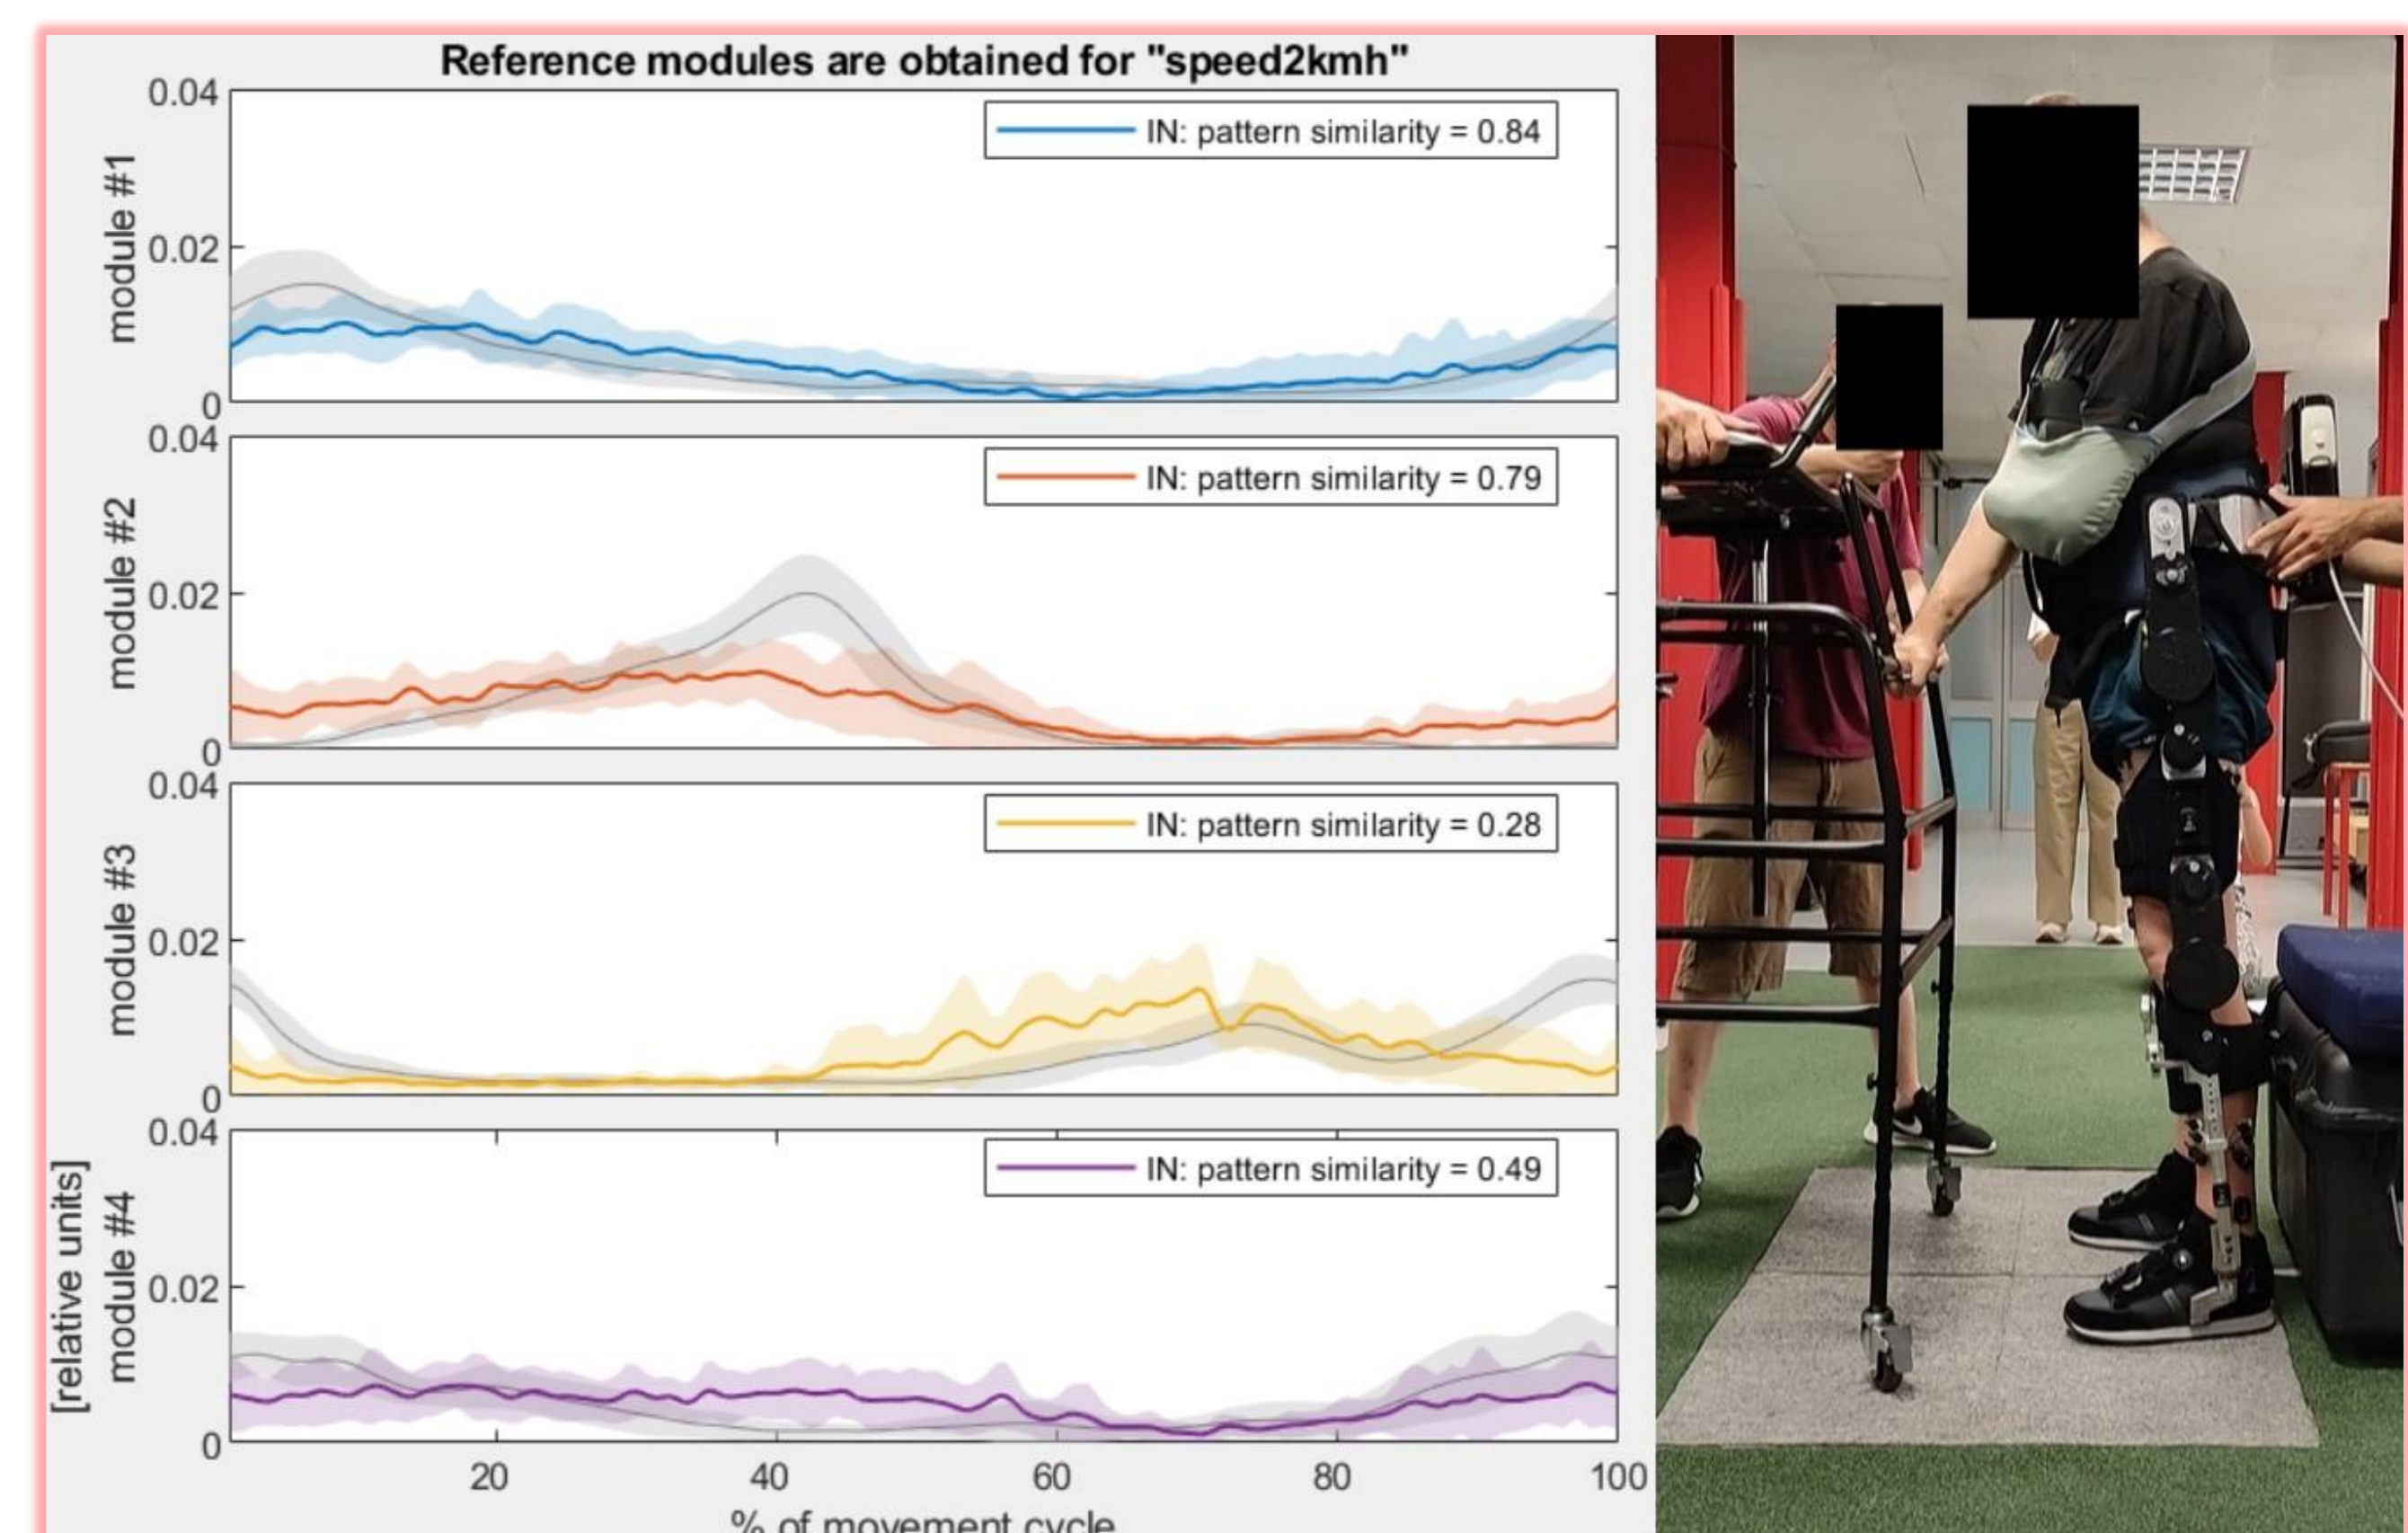 Reference modules are obtained for "speed2kmh"
0.04
0.02
0
module #1
IN: pattern similarity = 0.84
0.04
0.02
0
module #2
IN: pattern similarity = 0.79
0.04
0.02
0
module #3
IN: pattern similarity = 0.28
0.04
0.02
0
[relative units]
module #4
IN: pattern similarity = 0.49
20 40 60 80 100
% of movement cycle